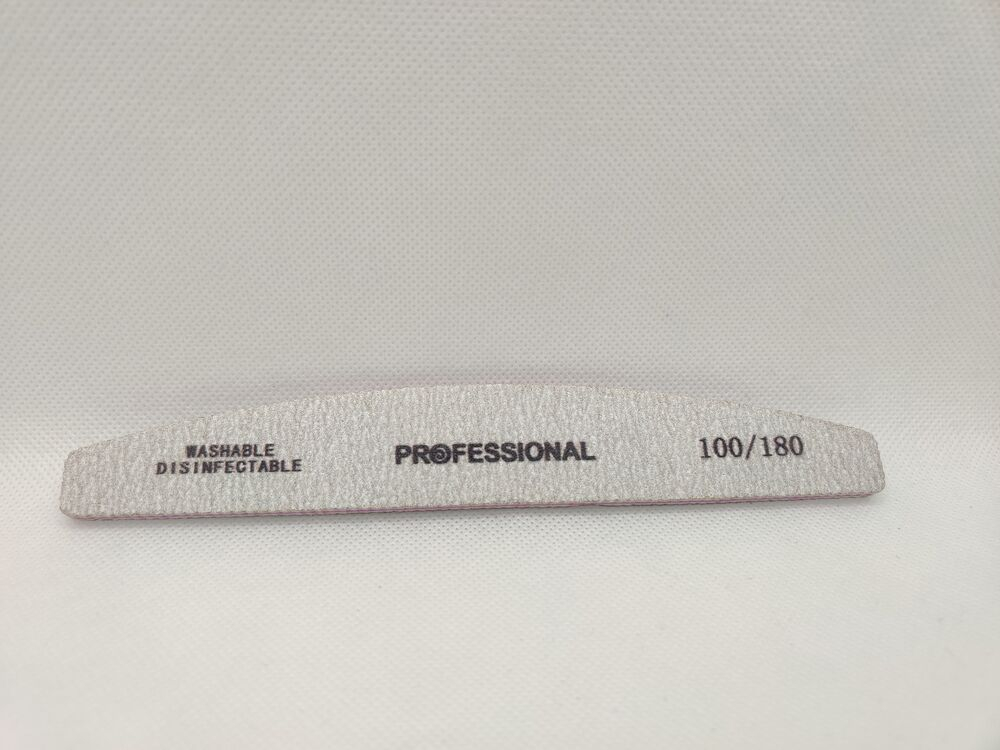 WASHABLE
DISINFECTABLE
PROFESSIONAL
100/180